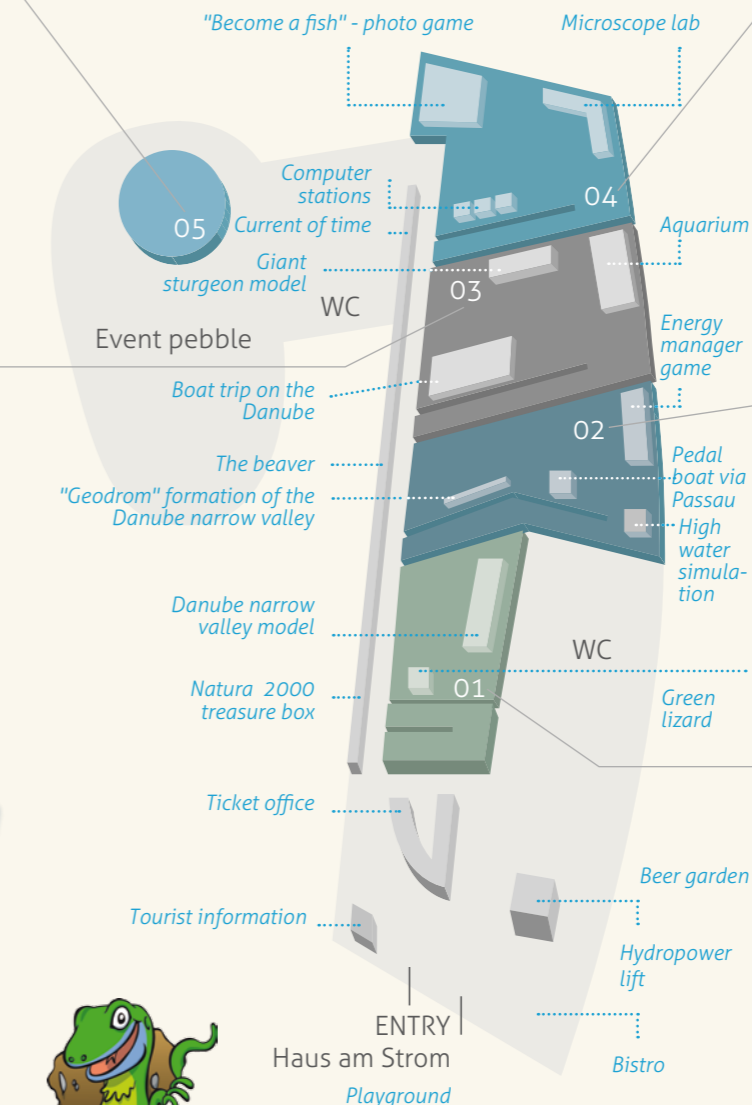 "Become a fish" - photo game
Microscope lab
Computer
stations
04
05
Current of time
Aquarium
Giant
sturgeon model
03
WC
Event pebble
Energy
manager
game
Boat trip on the
Danube
02
The beaver
Pedal
boat via
Passau
"Geodrom" formation of the
Danube narrow valley
High
water
simula-
tion
Danube narrow
valley model
WC
Natura 2000
treasure box
01
Green
lizard
Ticket office
Beer garden
Tourist information
Hydropower
lift
ENTRY
Haus am Strom
Bistro
Playground